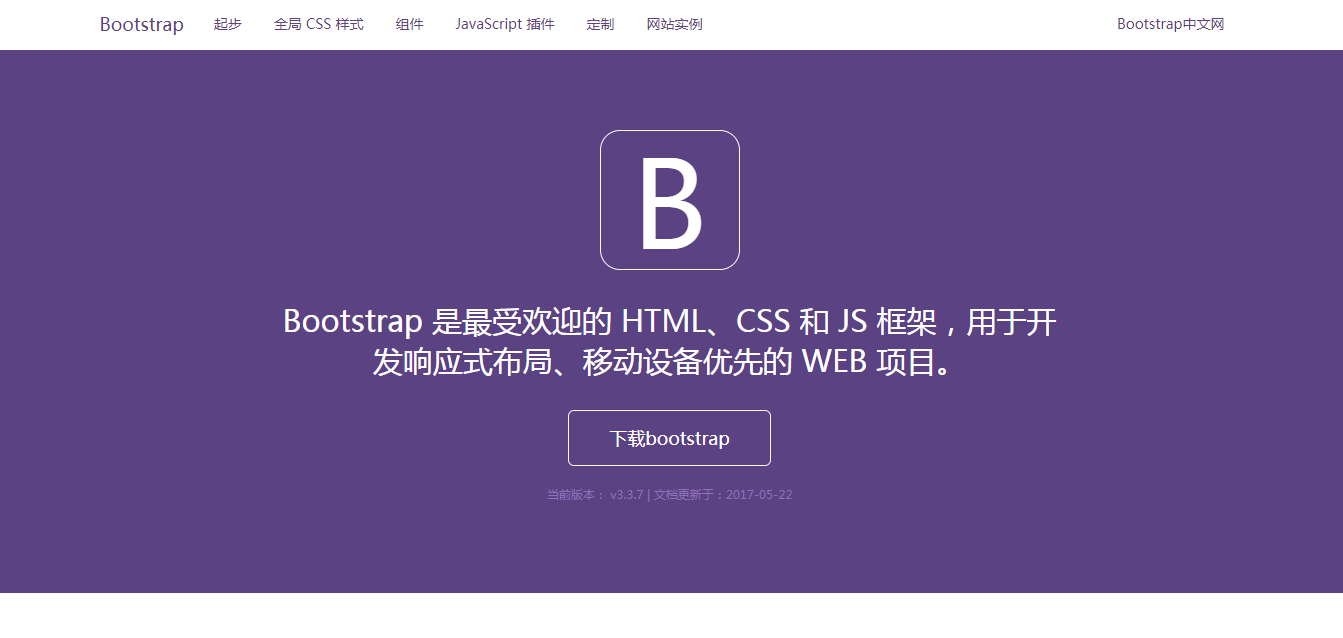 Bootstrap 起步 全局 CSS 样式 组件 JavaScript 插件 定制 网站实例 Bootstrap中文网
B
Bootstrap 是最受欢迎的 HTML、CSS 和 JS 框架，用于开
发响应式布局、移动设备优先的 WEB 项目。
下载bootstrap
当前版本： v3.3.7 | 文档更新于：2017-05-22